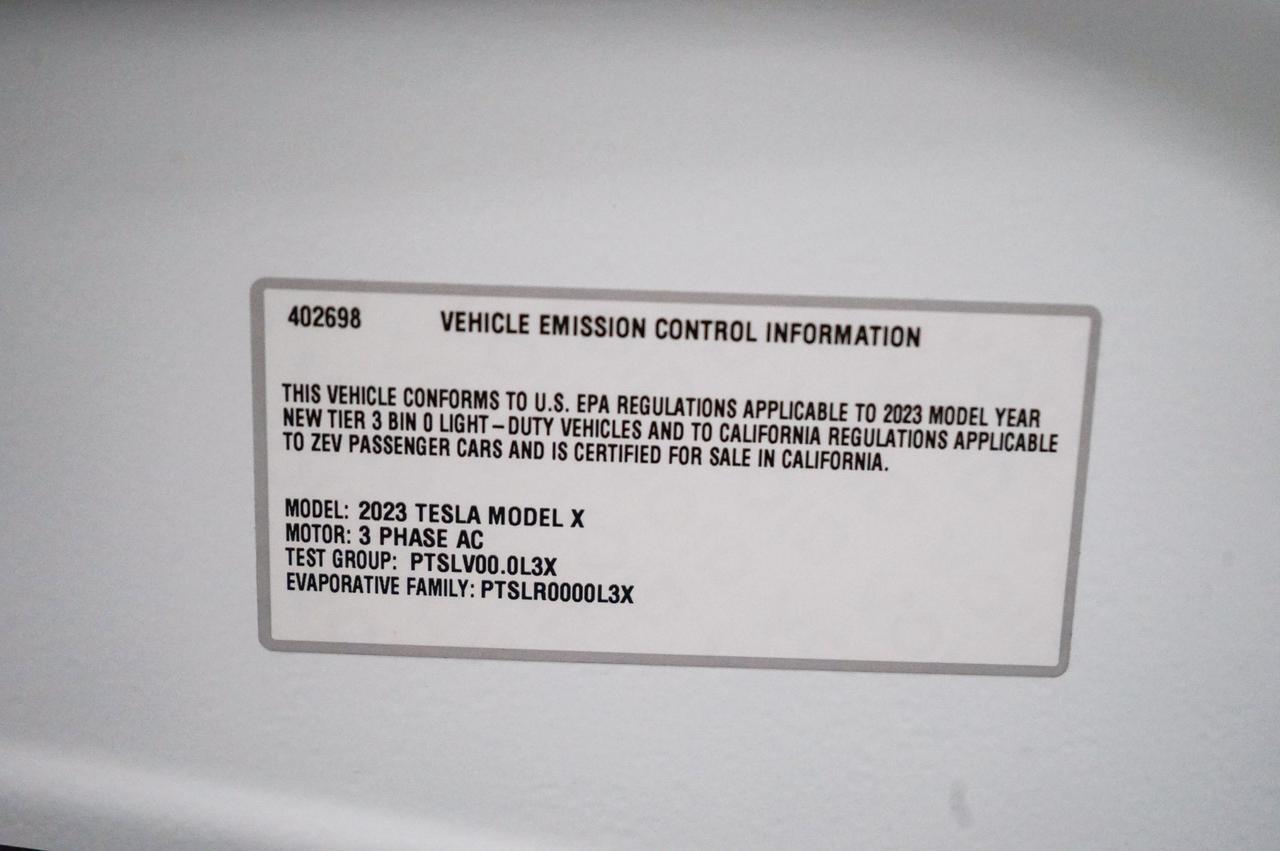 402698 VEHICLE EMISSION CONTROL INFORMATION
THIS VEHICLE CONFORMS TO U.S. EPA REGULATIONS APPLICABLE TO 2023 MODEL YEAR
NEW TIER 3 BIN 0 LIGHT–DUTY VEHICLES AND TO CALIFORNIA REGULATIONS APPLICABLE
TO ZEV PASSENGER CARS AND IS CERTIFIED FOR SALE IN CALIFORNIA.
MODEL: 2023 TESLA MODEL X
MOTOR: 3 PHASE AC
TEST GROUP: PTSLV00.0L3X
EVAPORATIVE FAMILY: PTSLR0000L3X